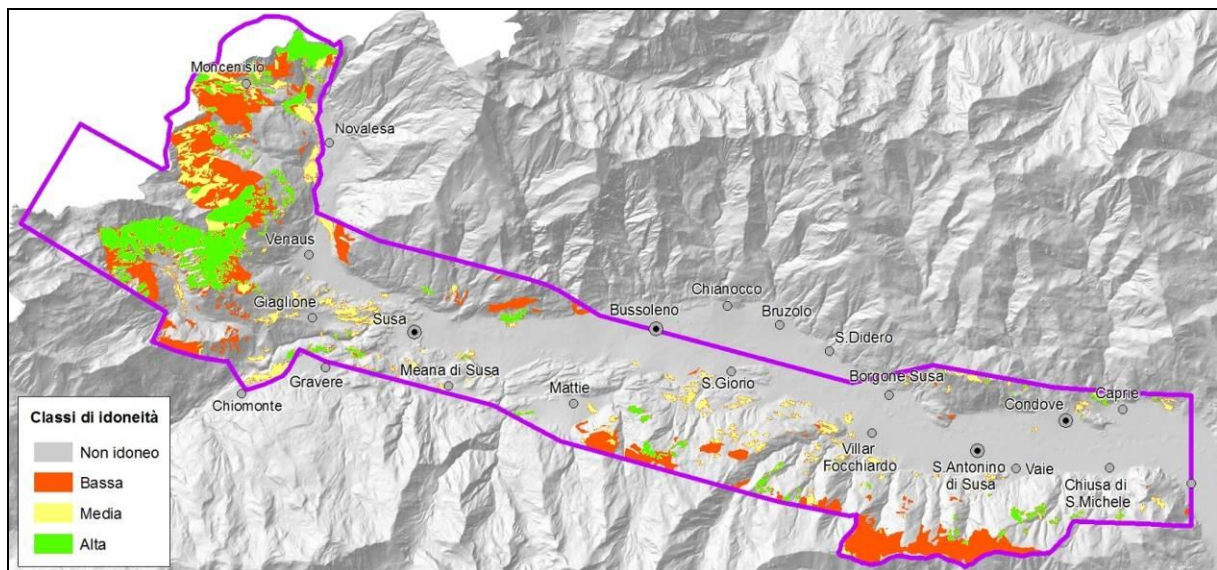 Moncenisio
Novalesa
Venaus
Giaglione
Susa
Gravere
Meana di Susa
Chiomonte
Mattie
Bussoleno
Chianocco
Bruzolo
S.Didero
S.Giorio
Borgone Susa
Condove
Caprie
Villar
Focchiardo
S.Antonino
di Susa
Vaie
Chiusa di
S.Michele
Classi di idoneità
Non idoneo
Bassa
Media
Alta